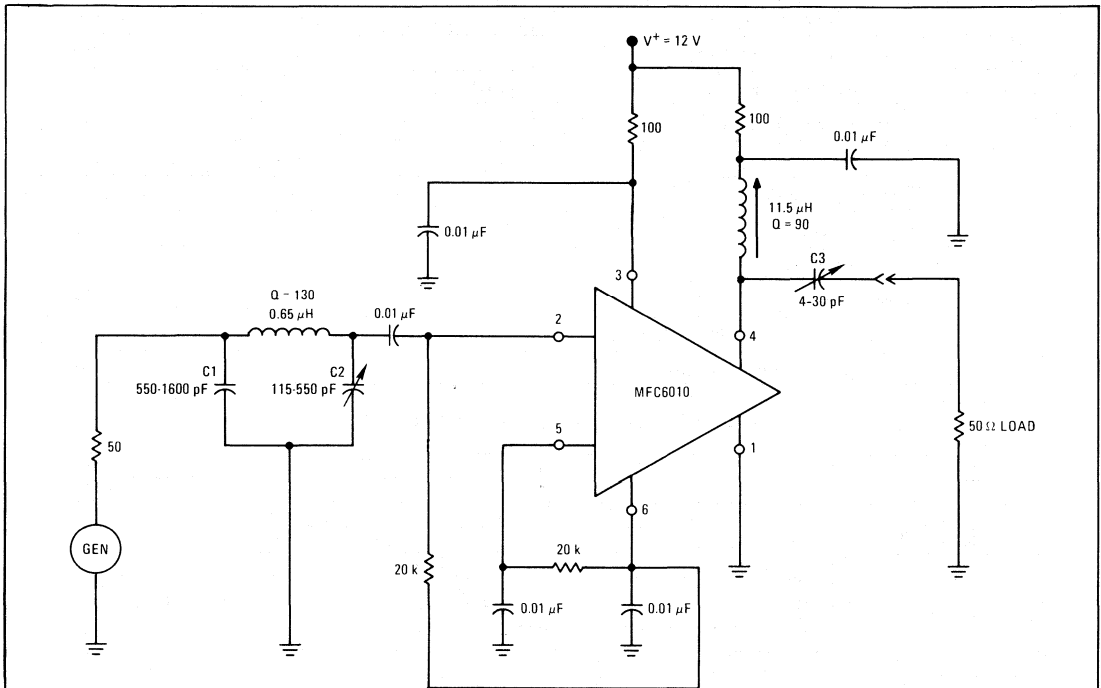 V+ = 12 V
100
100
0.01 μF
0.01 μF
11.5 μH
Q = 90
C3
4-30 pF
3
Q - 130
0.65 μH
0.01 μF
2
4
C1
550-1600 pF
C2
115-550 pF
MFC6010
50
5
1
50 Ω LOAD
6
GEN
20 k
20 k
0.01 μF
0.01 μF